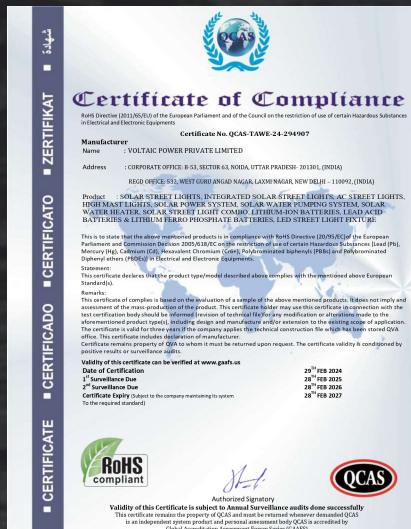 QCAS
Certificate of Compliance
RoHS Directive (2011/65/EU) of the European Parliament and of the Council on the restriction of use of certain Hazardous Substances
in Electrical and Electronic Equipments
Certificate No. QCAS-TAWE-24-294907
Manufacturer
Name : VOLTAIC POWER PRIVATE LIMITED
Address : CORPORATE OFFICE: B-53, SECTOR 63, NOIDA, UTTAR PRADESH- 201301, (INDIA)
REGD OFFICE: S32, WEST GURU ANGAD NAGAR, LAXMI NAGAR, NEW DELHI – 110092, (INDIA)
Product : SOLAR STREET LIGHTS, INTEGRATED SOLAR STREET LIGHTS, AC STREET LIGHTS,
HIGH MAST LIGHTS, SOLAR POWER SYSTEM, SOLAR WATER PUMPING SYSTEM, SOLAR
WATER HEATER, SOLAR STREET LIGHT COMBO, LITHIUM-ION BATTERIES, LEAD ACID
BATTERIES & LITHIUM FERRO PHOSPHATE BATTERIES, LED STREET LIGHT FIXTURE
This is to state that the above mentioned products is in compliance with RoHS Directive (20/95/EC)of the European
Parliament and Commission Decision 2005/618/EC on the restriction of use of certain Hazardous Substances [Lead (Pb),
Mercury (Hg), Cadmium (Cd), Hexavalent Chromium (Cr6+), Polybrominated biphenyls (PBBs) and Polybrominated
Diphenyl ethers (PBDEs)] in Electrical and Electronic Equipments.
Statement:
This certificate declares that the product type/model described above complies with the mentioned above European
Standard(s).
Remarks:
This certificate of complies is based on the evaluation of a sample of the above mentioned products. It does not imply and
assessment of the mass-production of the product. This certificate holder may use this certificate in connection with the
test certification body should be informed (revision of technical file)for any modification or alterations made to the
aforementioned product type(s), including design and manufacture and/or extension to the existing scope of application.
The certificate is valid for three years if the company applies the technical construction file which has been stored QVA
office. This certificate includes declaration of manufacturer.
Certificate remains property of QVA to whom it must be returned upon request. The certificate validity is conditioned by
positive results or surveillance audits.
Validity of this certificate can be verified at www.gaafs.us
Date of Certification 29TH FEB 2024
1st Surveillance Due 28TH FEB 2025
2nd Surveillance Due 28TH FEB 2026
Certificate Expiry (Subject to the company maintaining its system 28TH FEB 2027
To the required standard)
RoHS
compliant
QCAS
Authorized Signatory
Validity of this Certificate is subject to Annual Surveillance audits done successfully
This certificate remains the property of QCAS and must be returned whenever demanded QCAS
is an independent system product and personal assessment body QCAS is accredited by
CERTIFICATE ■ CERTIFICADO ■ CERTIFICATO ■ ZERTIFIKAT ■ شهادة